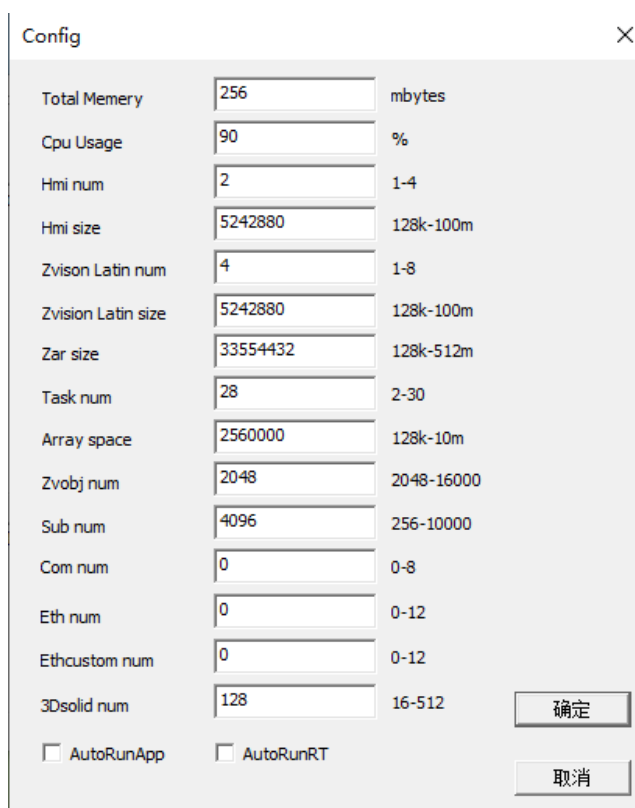 Config
Total Memery 256 mbytes
Cpu Usage 90 %
Hmi num 2 1-4
Hmi size 5242880 128k-100m
Zvison Latin num 4 1-8
Zvision Latin size 5242880 128k-100m
Zar size 33554432 128k-512m
Task num 28 2-30
Array space 2560000 128k-10m
Zvobj num 2048 2048-16000
Sub num 4096 256-10000
Com num 0 0-8
Eth num 0 0-12
Ethcustom num 0 0-12
3Dsolid num 128 16-512
确定
AutoRunApp AutoRunRT
取消